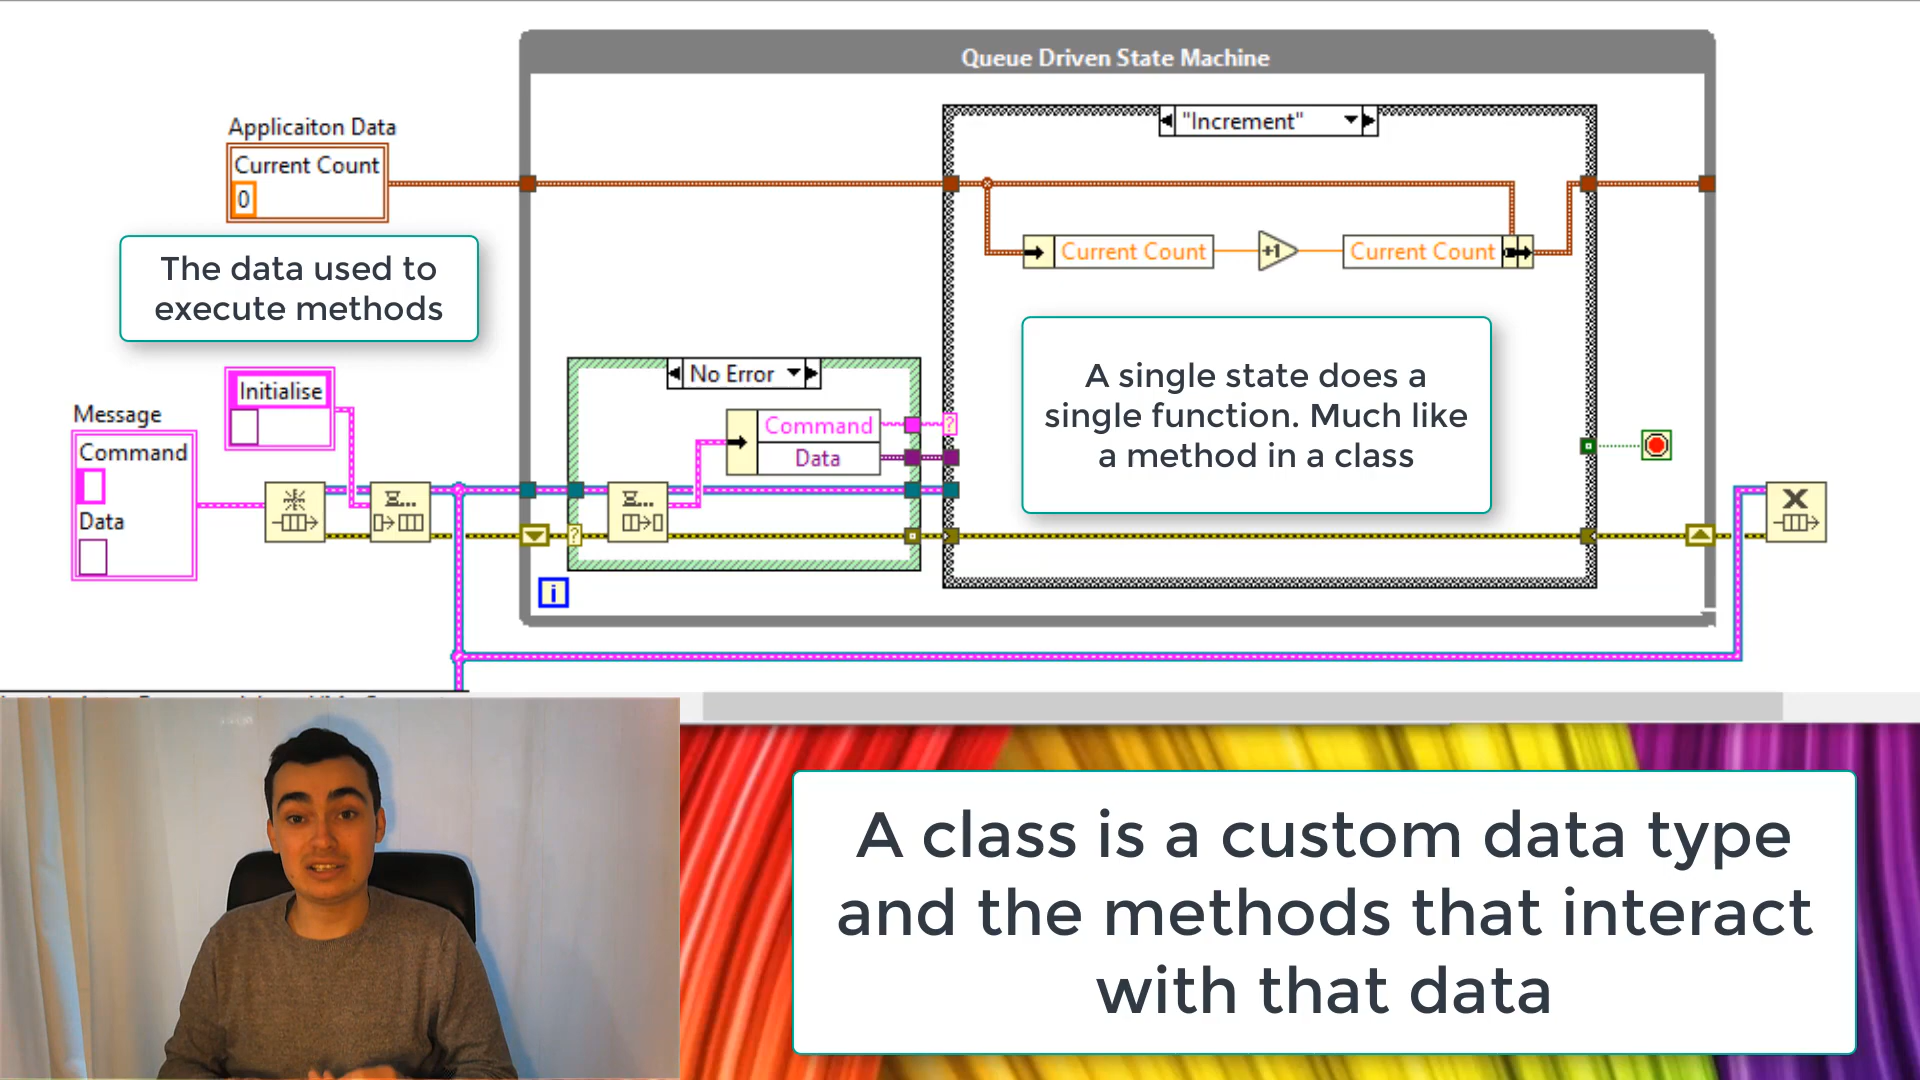 Queue Driven State Machine
"Increment"
Applicaiton Data
Current Count
0
Current Count
+1
Current Count
The data used to
execute methods
A single state does a
single function. Much like
a method in a class
No Error
Initialise
Message
Command
Data
Command
Data
?
?
i
A class is a custom data type
and the methods that interact
with that data